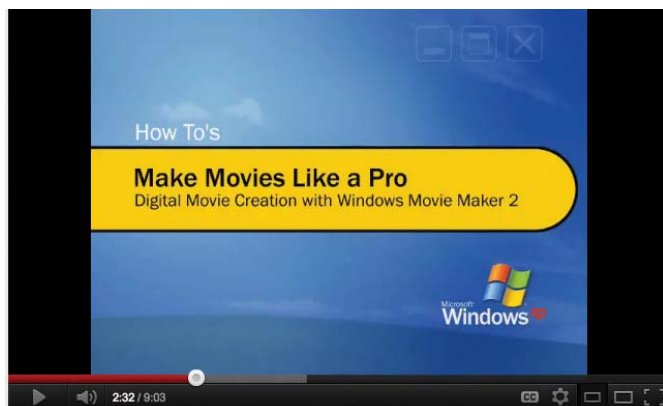 How To's
Make Movies Like a Pro
Digital Movie Creation with Windows Movie Maker 2
Microsoft
Windows xp
2:32 / 9:03
CC